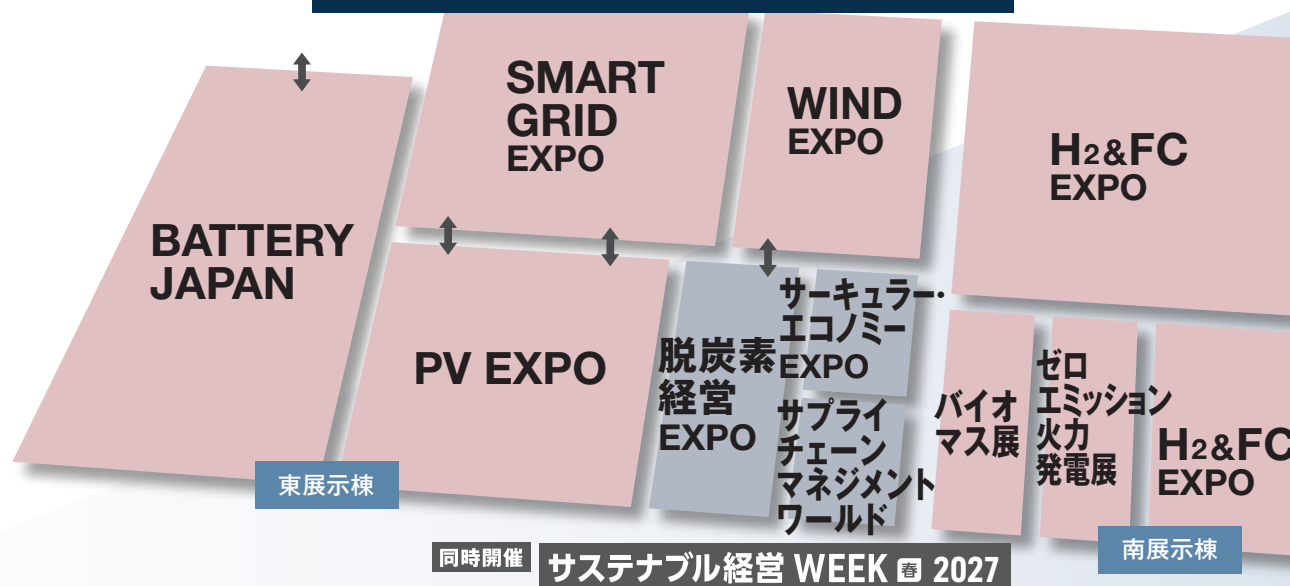 SMART
GRID
EXPO
WIND
EXPO
H2&FC
EXPO
BATTERY
JAPAN
PV EXPO
脱炭素
経営
EXPO
サーキュラー・
エコノミー
EXPO
サプライ
チェーン
マネジメント
ワールド
バイオ
マス展
ゼロ
エミッション
火力
発電展
H2&FC
EXPO
東展示棟
南展示棟
同時開催 サステナブル経営 WEEK 春 2027